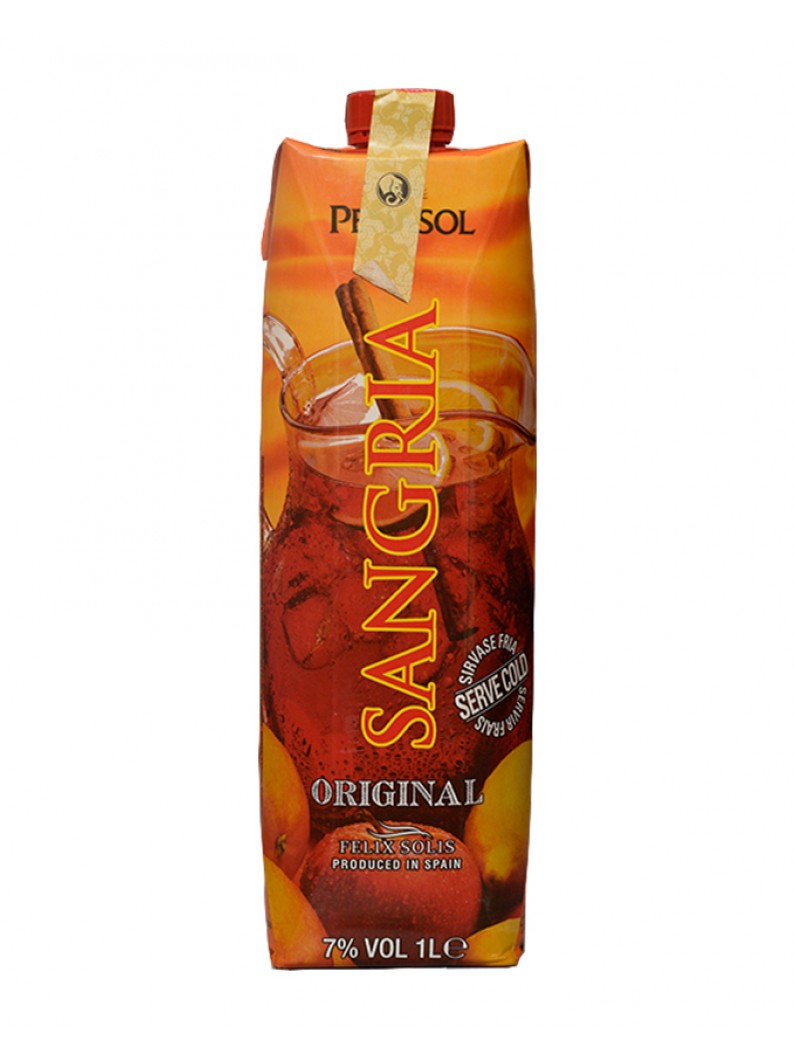 SANGRIA
SIRVASE FRIA
SERVE COLD
SERVIR FRAIS
ORIGINAL
FELIX SOLIS
PRODUCED IN SPAIN
7% VOL 1L℮